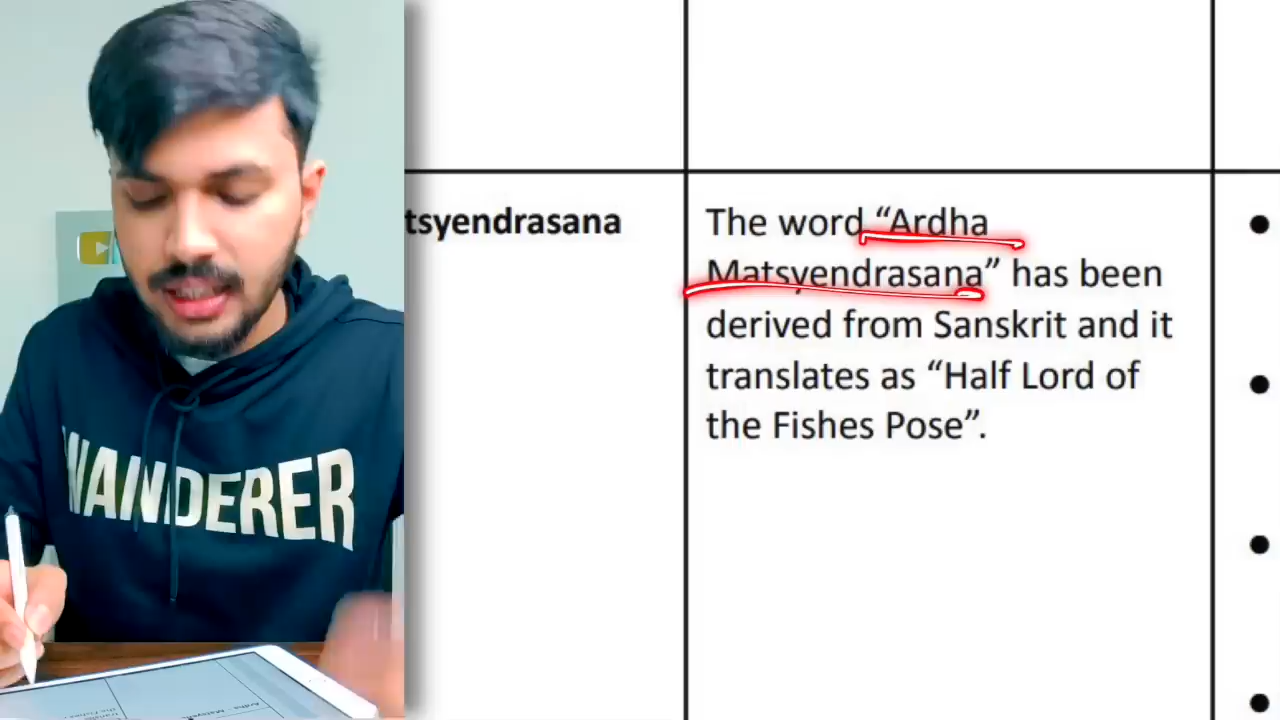 WANDERER
tsyendrasana
The word “Ardha
Matsyendrasana” has been
derived from Sanskrit and it
translates as “Half Lord of
the Fishes Pose”.